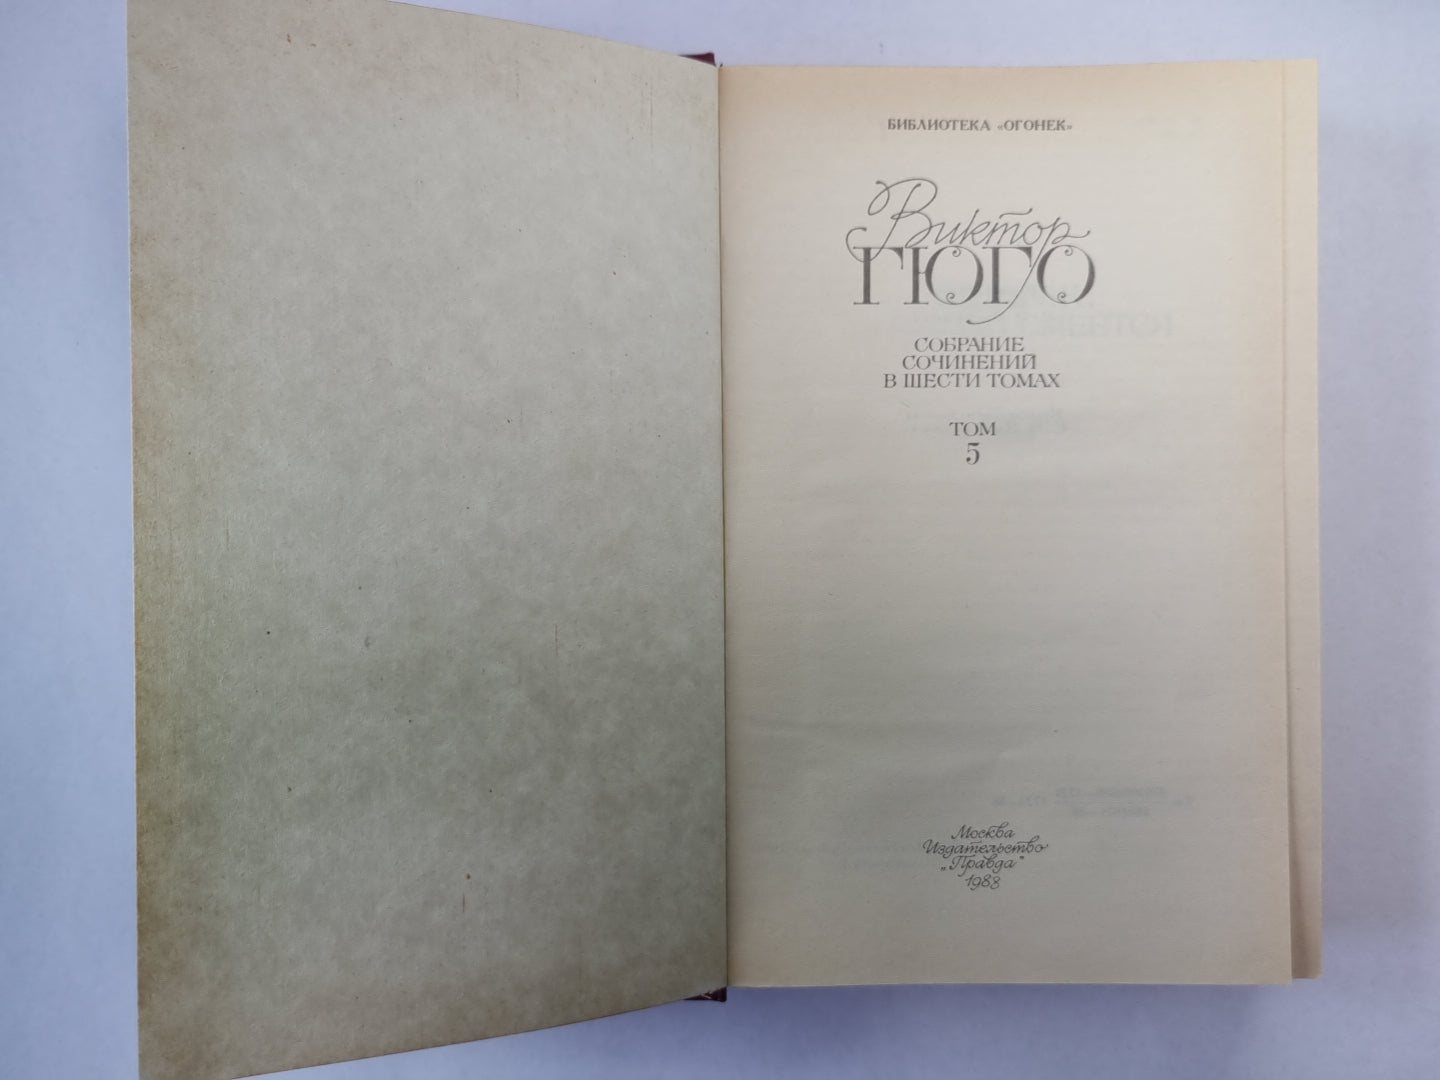 БИБЛИОТЕКА «ОГОНЕК»
Виктор
ГЮГО
СОБРАНИЕ
СОЧИНЕНИЙ
В ШЕСТИ ТОМАХ
ТОМ
5
Москва
Издательство
„Правда”
1988